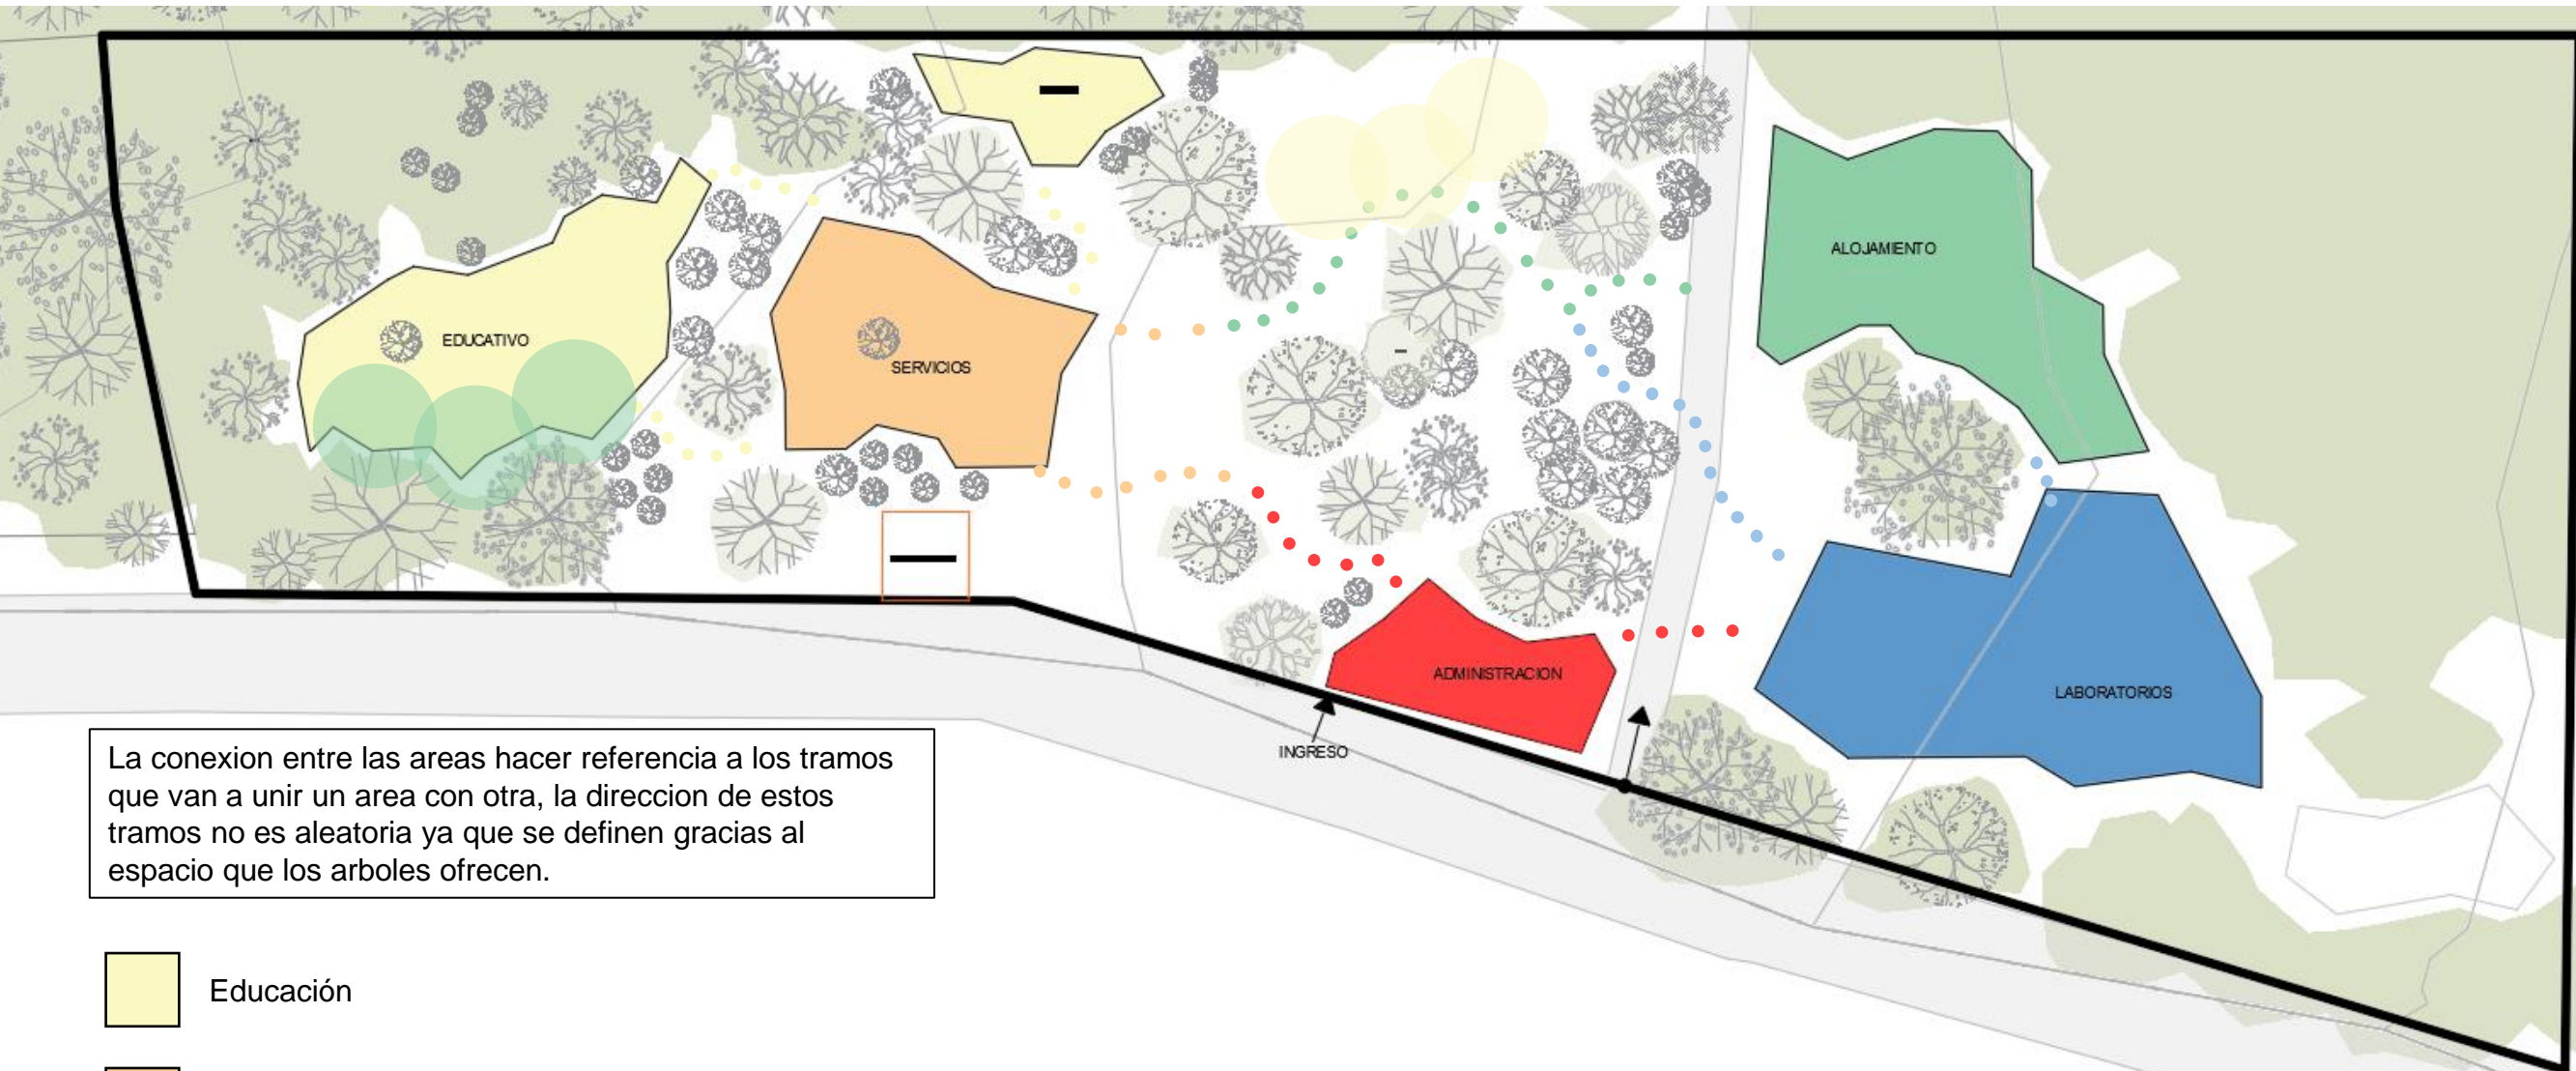 ALOJAMIENTO
EDUCATIVO
SERVICIOS
ADMINISTRACION
LABORATORIOS
INGRESO
La conexion entre las areas hacer referencia a los tramos
que van a unir un area con otra, la direccion de estos
tramos no es aleatoria ya que se definen gracias al
espacio que los arboles ofrecen.
Educación